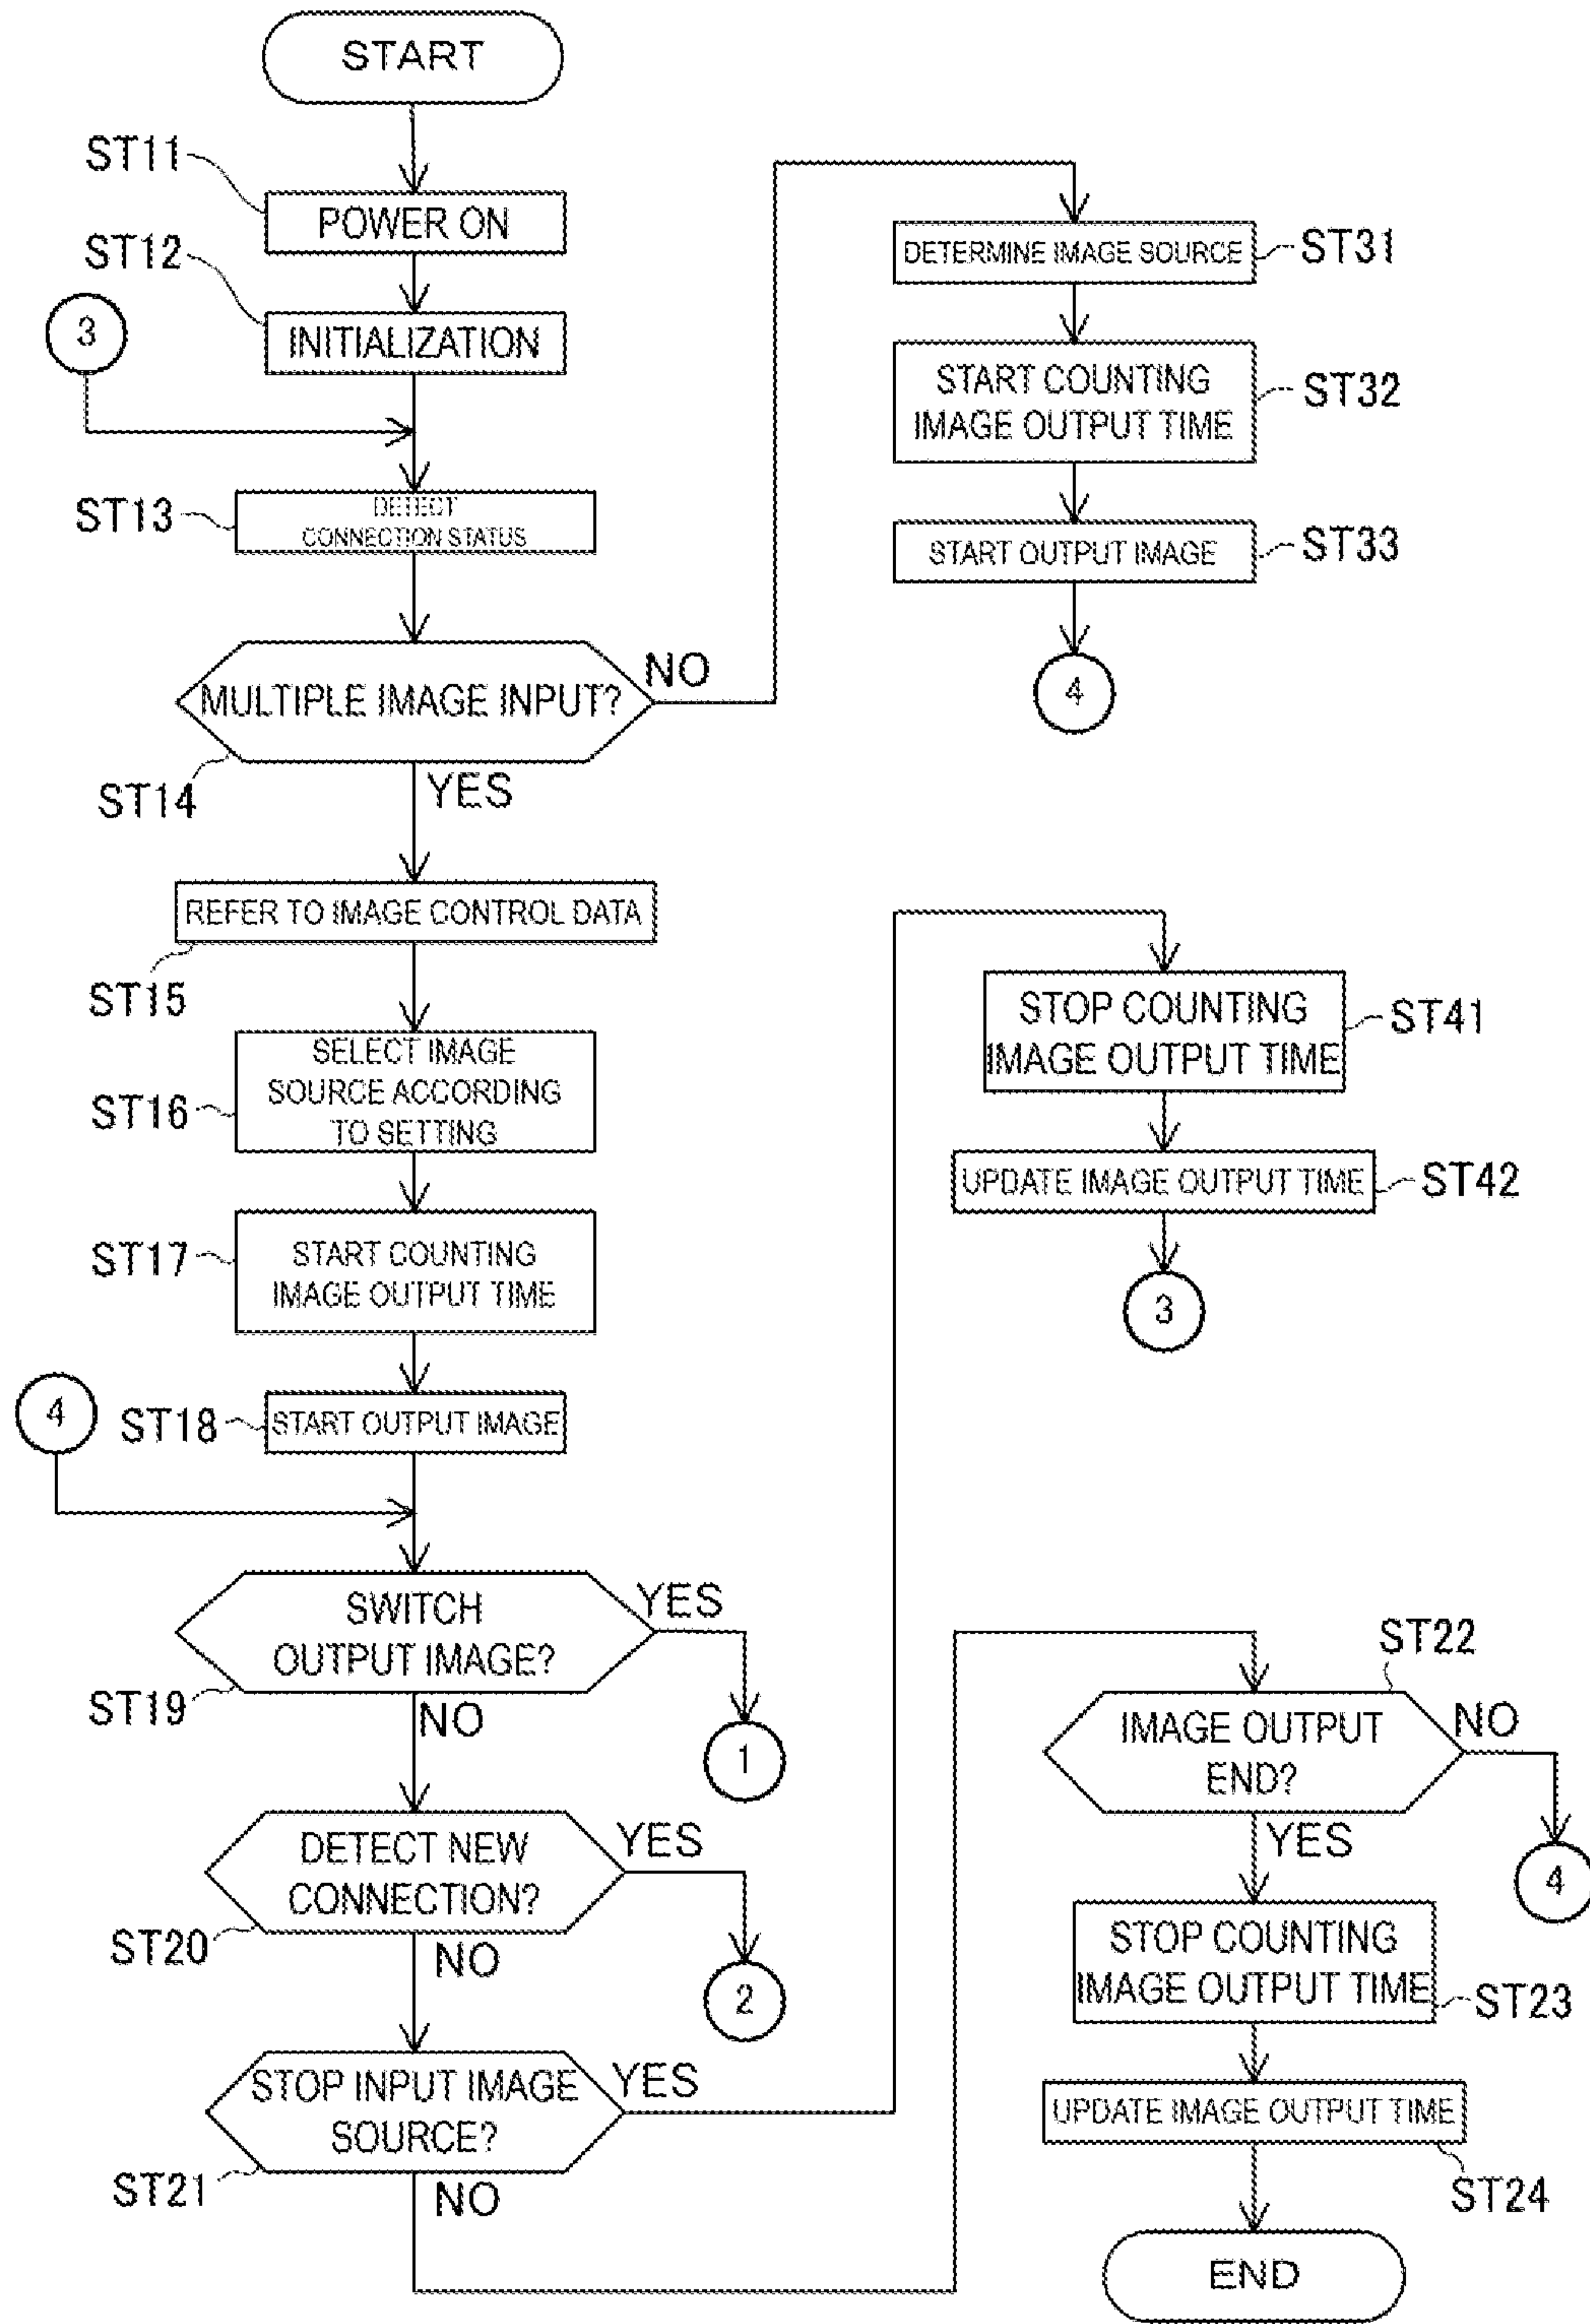 START
ST11
POWER ON
ST12
3
INITIALIZATION
ST13
DETECT
CONNECTION STATUS
MULTIPLE IMAGE INPUT?
NO
ST14
YES
REFER TO IMAGE CONTROL DATA
ST15
SELECT IMAGE
SOURCE ACCORDING
TO SETTING
ST16
ST17
START COUNTING
IMAGE OUTPUT TIME
4
ST18
START OUTPUT IMAGE
SWITCH
OUTPUT IMAGE?
YES
ST19
NO
1
DETECT NEW
CONNECTION?
YES
ST20
NO
2
STOP INPUT IMAGE
SOURCE?
YES
ST21
NO
DETERMINE IMAGE SOURCE
ST31
START COUNTING
IMAGE OUTPUT TIME
ST32
START OUTPUT IMAGE
ST33
4
STOP COUNTING
IMAGE OUTPUT TIME
ST41
UPDATE IMAGE OUTPUT TIME
ST42
3
ST22
IMAGE OUTPUT
END?
NO
YES
4
STOP COUNTING
IMAGE OUTPUT TIME
ST23
UPDATE IMAGE OUTPUT TIME
ST24
END